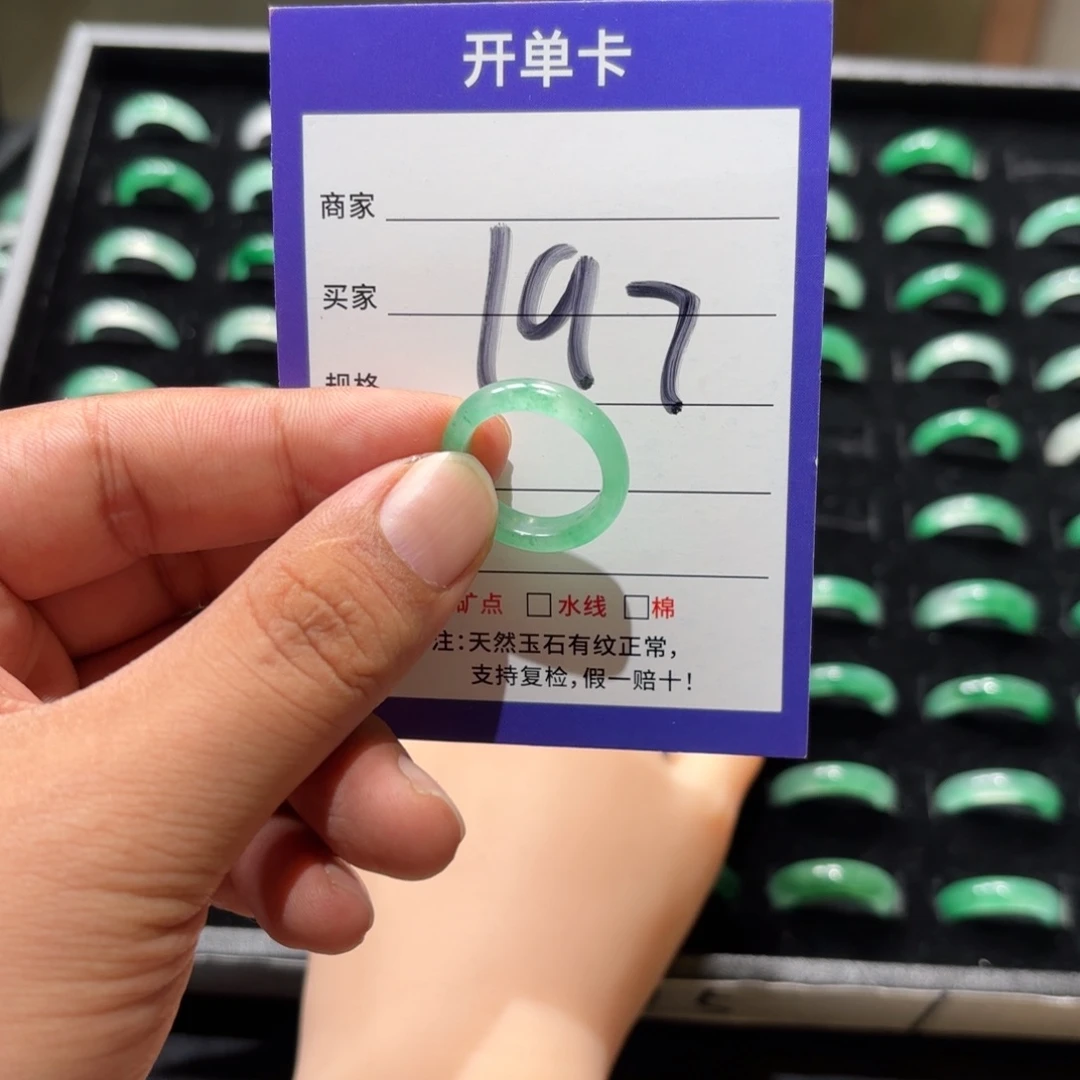 开单卡
商家
买家
197
规格
矿点 □水线 □棉
注:天然玉石有纹正常,
支持复检,假一赔十!